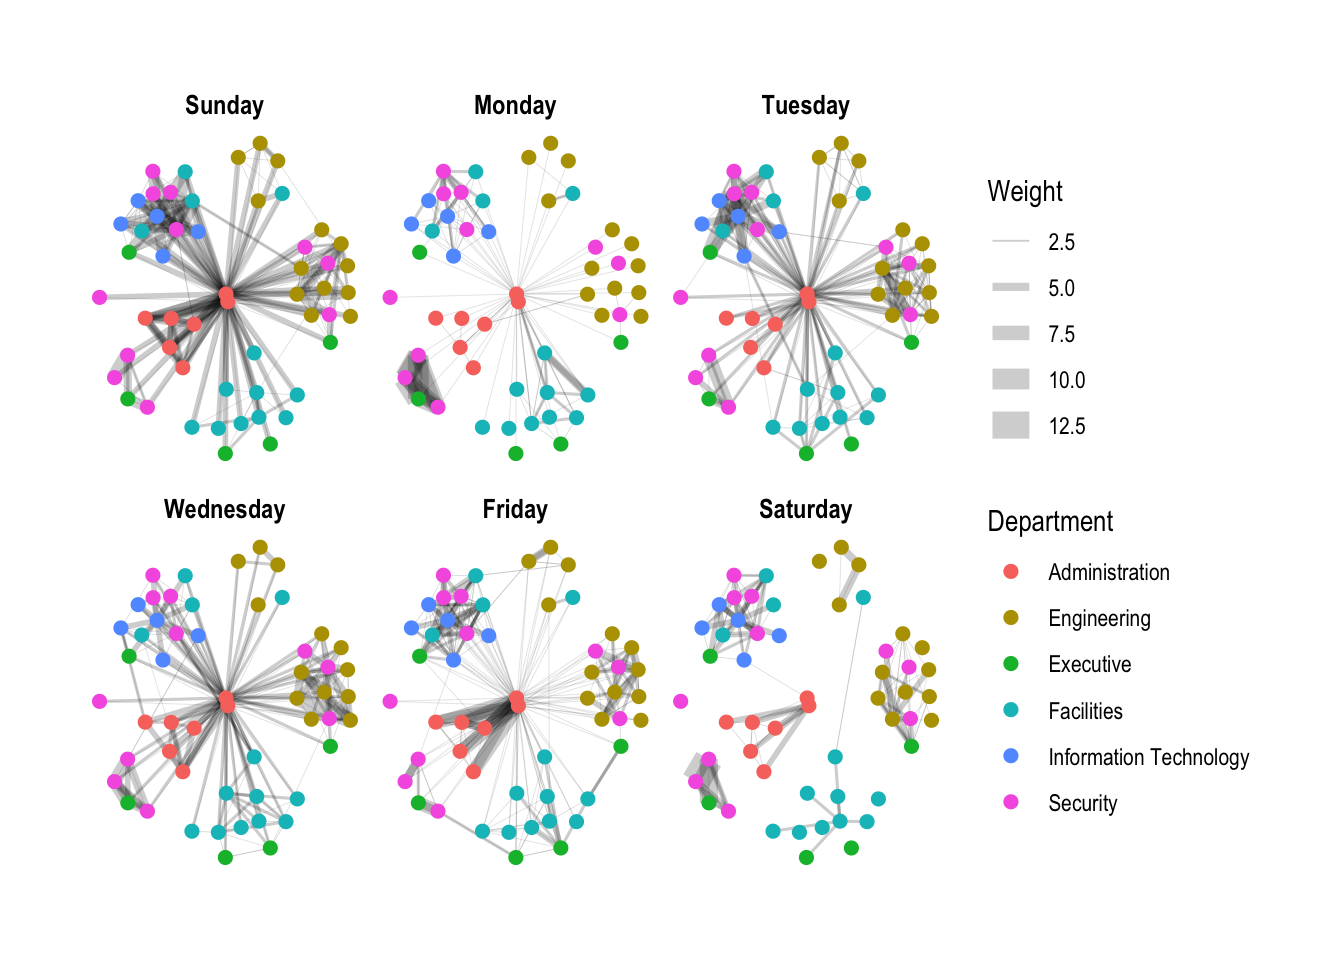 Sunday
Monday
Tuesday
Weight
2.5
5.0
7.5
10.0
12.5
Wednesday
Friday
Saturday
Department
Administration
Engineering
Executive
Facilities
Information Technology
Security